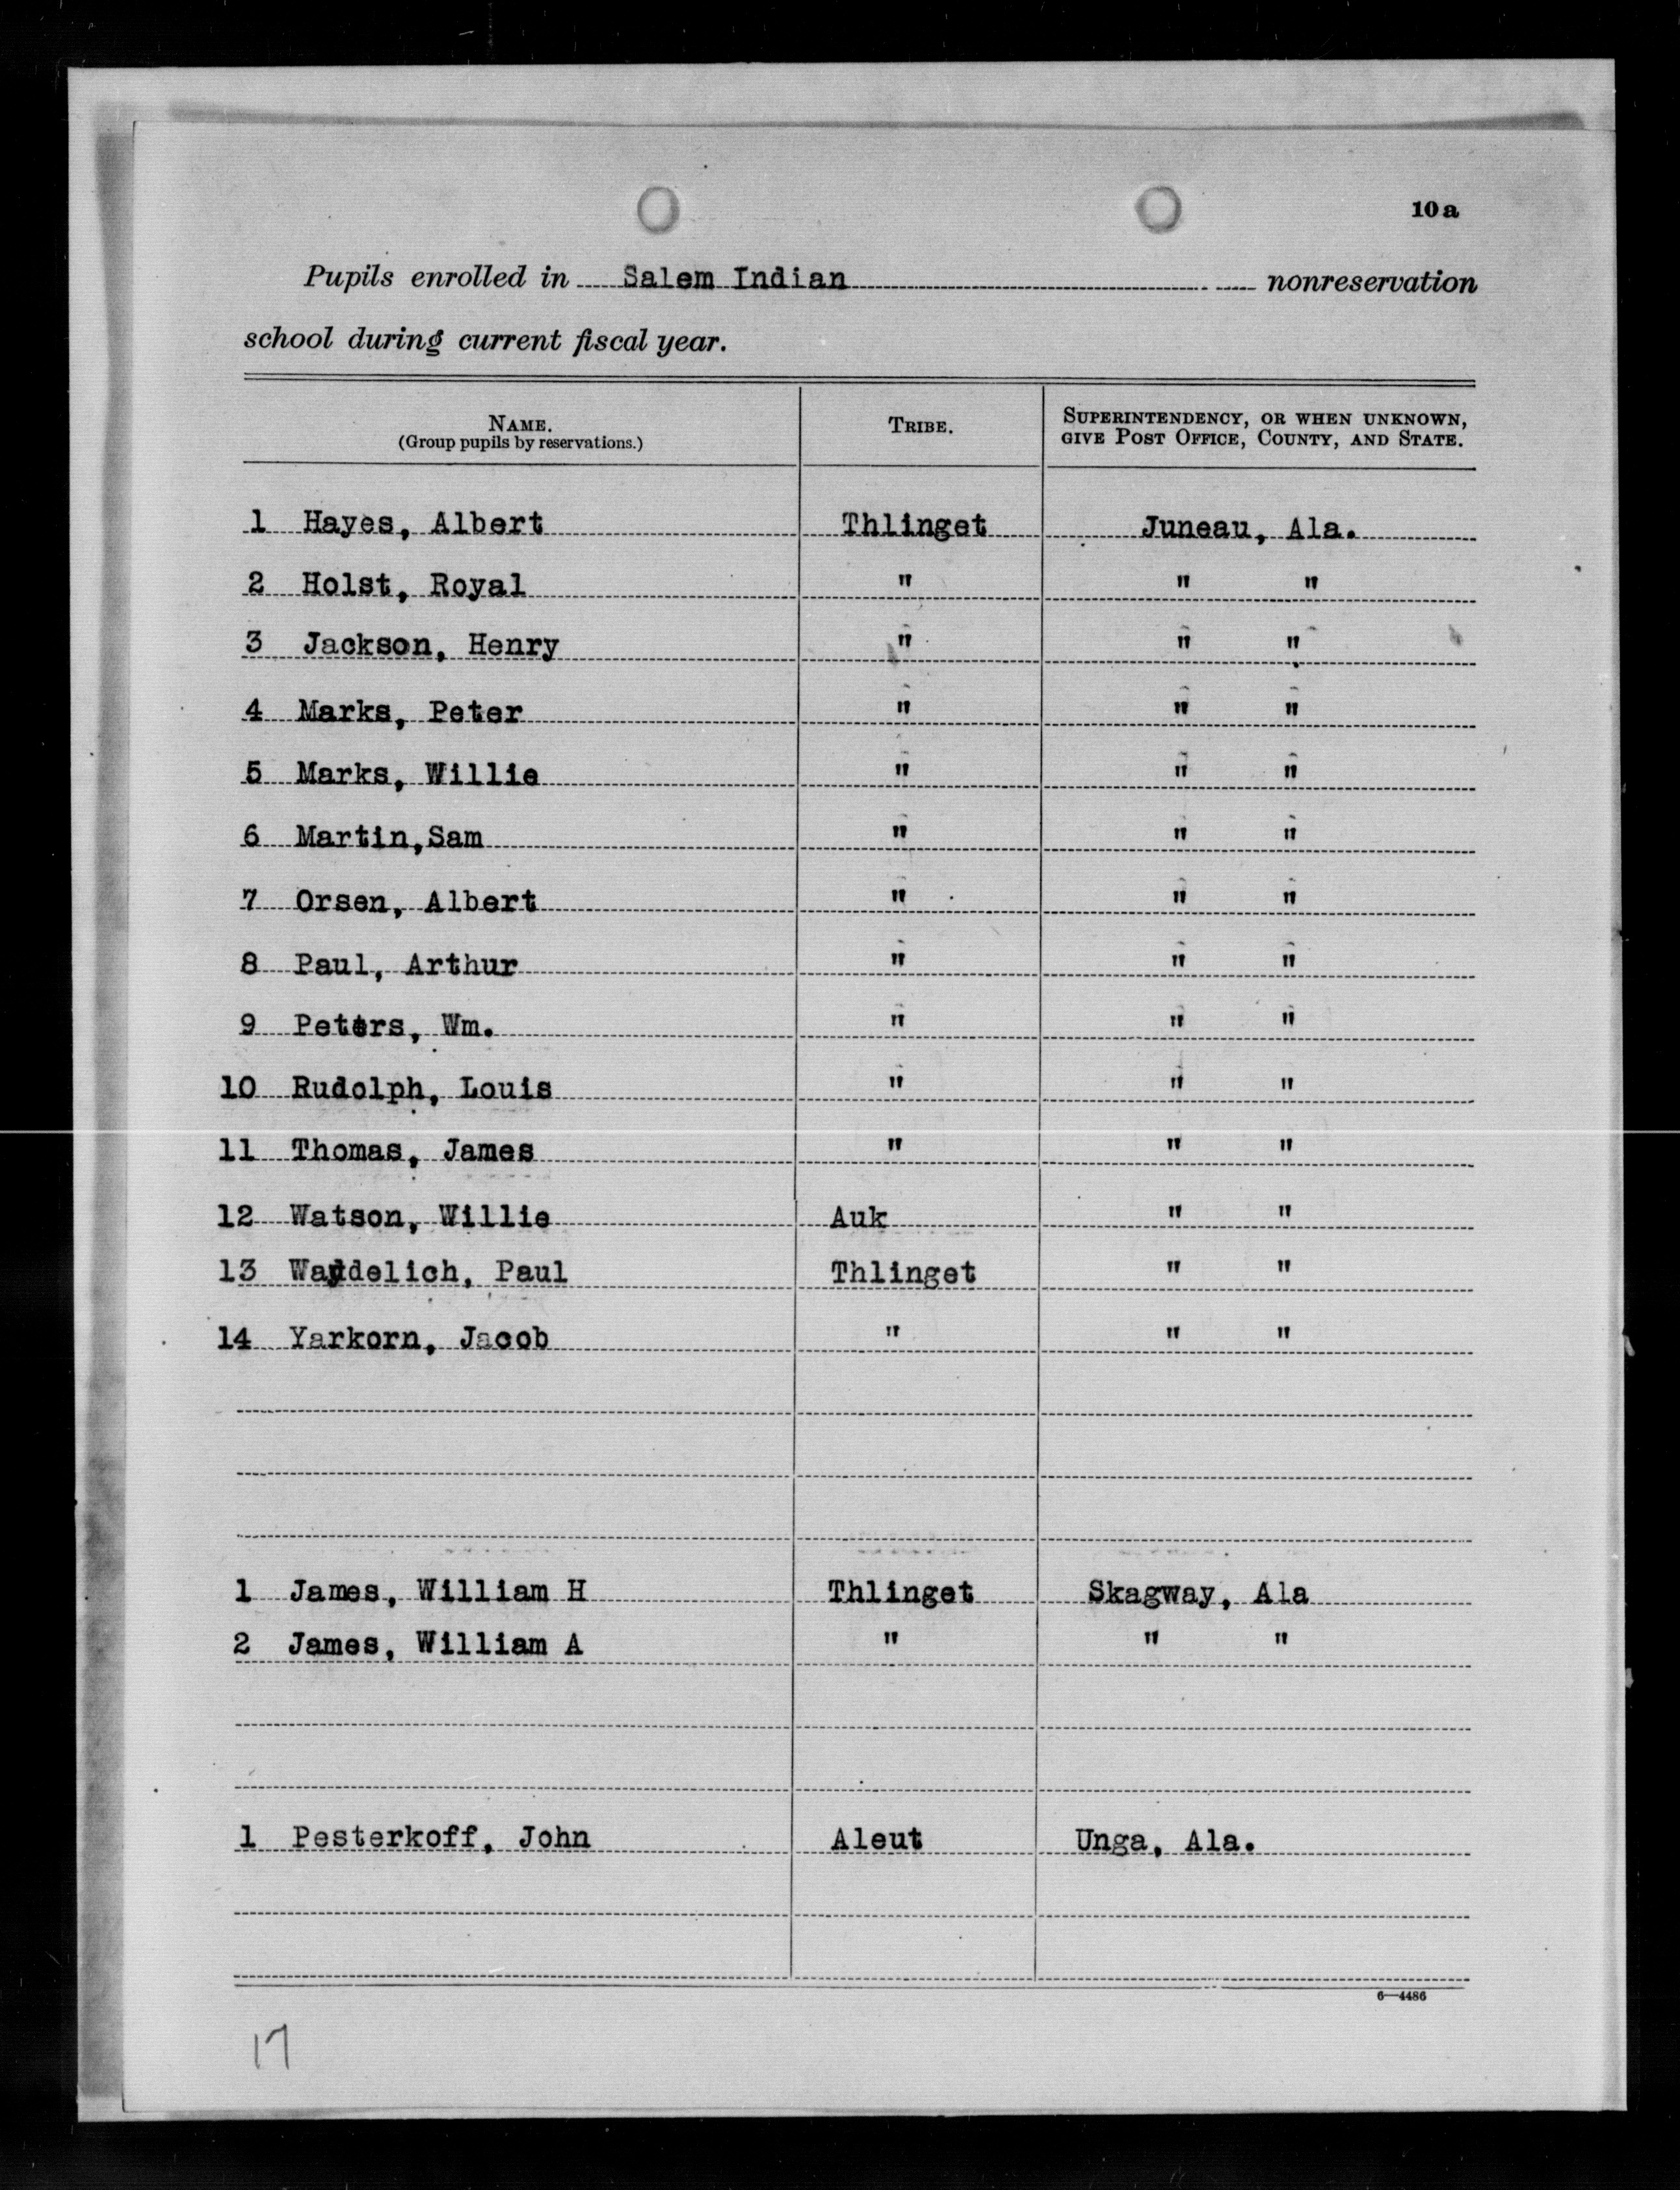 10a
Pupils enrolled in Salem Indian nonreservation
school during current fiscal year.
NAME. TRIBE. SUPERINTENDENCY, OR WHEN UNKNOWN,
(Group pupils by reservations.) GIVE POST OFFICE, COUNTY, AND STATE.
1 Hayes, Albert Thlinget Juneau, Ala.
2 Holst, Royal " " "
3 Jackson, Henry " " "
4 Marks, Peter " " "
5 Marks, Willie " " "
6 Martin,Sam " " "
7 Orsen, Albert " " "
8 Paul, Arthur " " "
9 Peters, Wm. " " "
10 Rudolph, Louis " " "
11 Thomas, James " " "
12 Watson, Willie Auk " "
13 Paul Thlinget " "
14 Yarkorn, Jacob " " "
1 James, William H Thlinget Skagway, Ala
2 James, William A " " "
1 Pesterkoff, John Aleut Unga, Ala.
6—4486
17